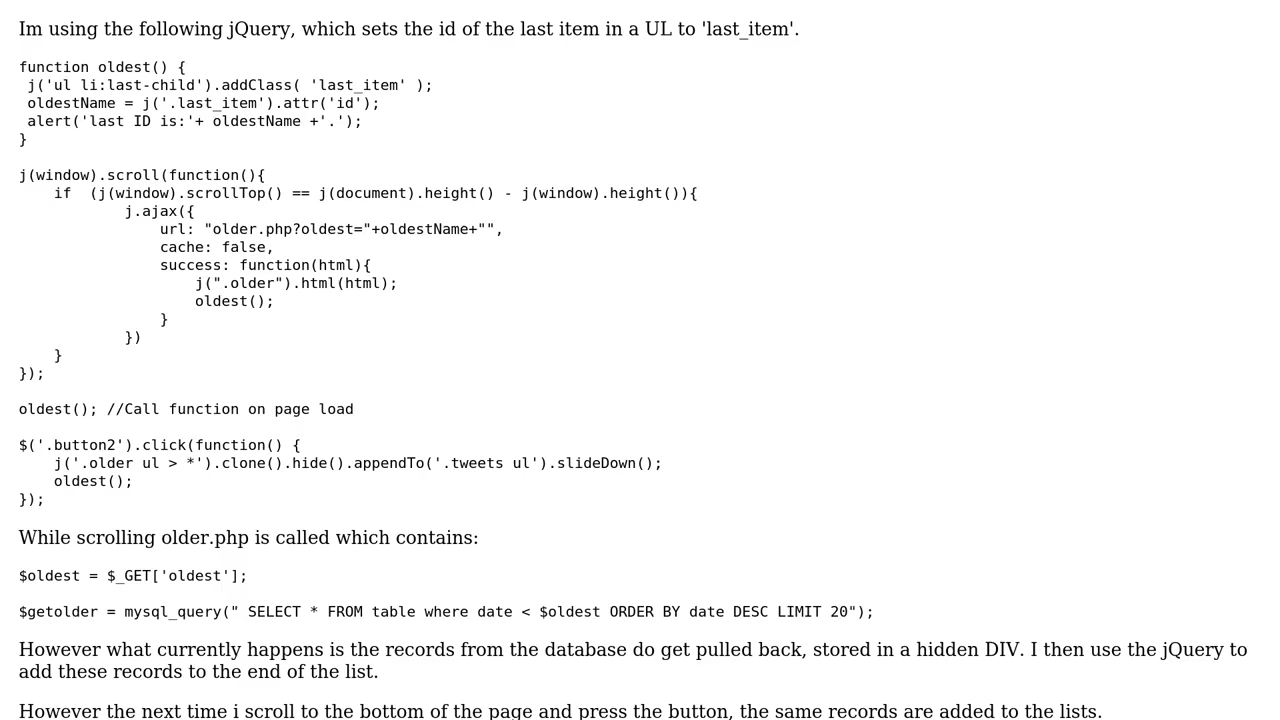 Im using the following jQuery, which sets the id of the last item in a UL to 'last_item'.
function oldest() {
 j('ul li:last-child').addClass( 'last_item' );
 oldestName = j('.last_item').attr('id');
 alert('last ID is:'+ oldestName +'.');
}
j(window).scroll(function(){
    if  (j(window).scrollTop() == j(document).height() - j(window).height()){
            j.ajax({
                url: "older.php?oldest="+oldestName+"",
                cache: false,
                success: function(html){
                    j(".older").html(html);
                    oldest();
                }
            })
    }
});
oldest(); //Call function on page load
$('.button2').click(function() {
    j('.older ul > *').clone().hide().appendTo('.tweets ul').slideDown();
    oldest();
});
While scrolling older.php is called which contains:
$oldest = $_GET['oldest'];
$getolder = mysql_query(" SELECT * FROM table where date < $oldest ORDER BY date DESC LIMIT 20");
However what currently happens is the records from the database do get pulled back, stored in a hidden DIV. I then use the jQuery to
add these records to the end of the list.
However the next time i scroll to the bottom of the page and press the button, the same records are added to the lists.